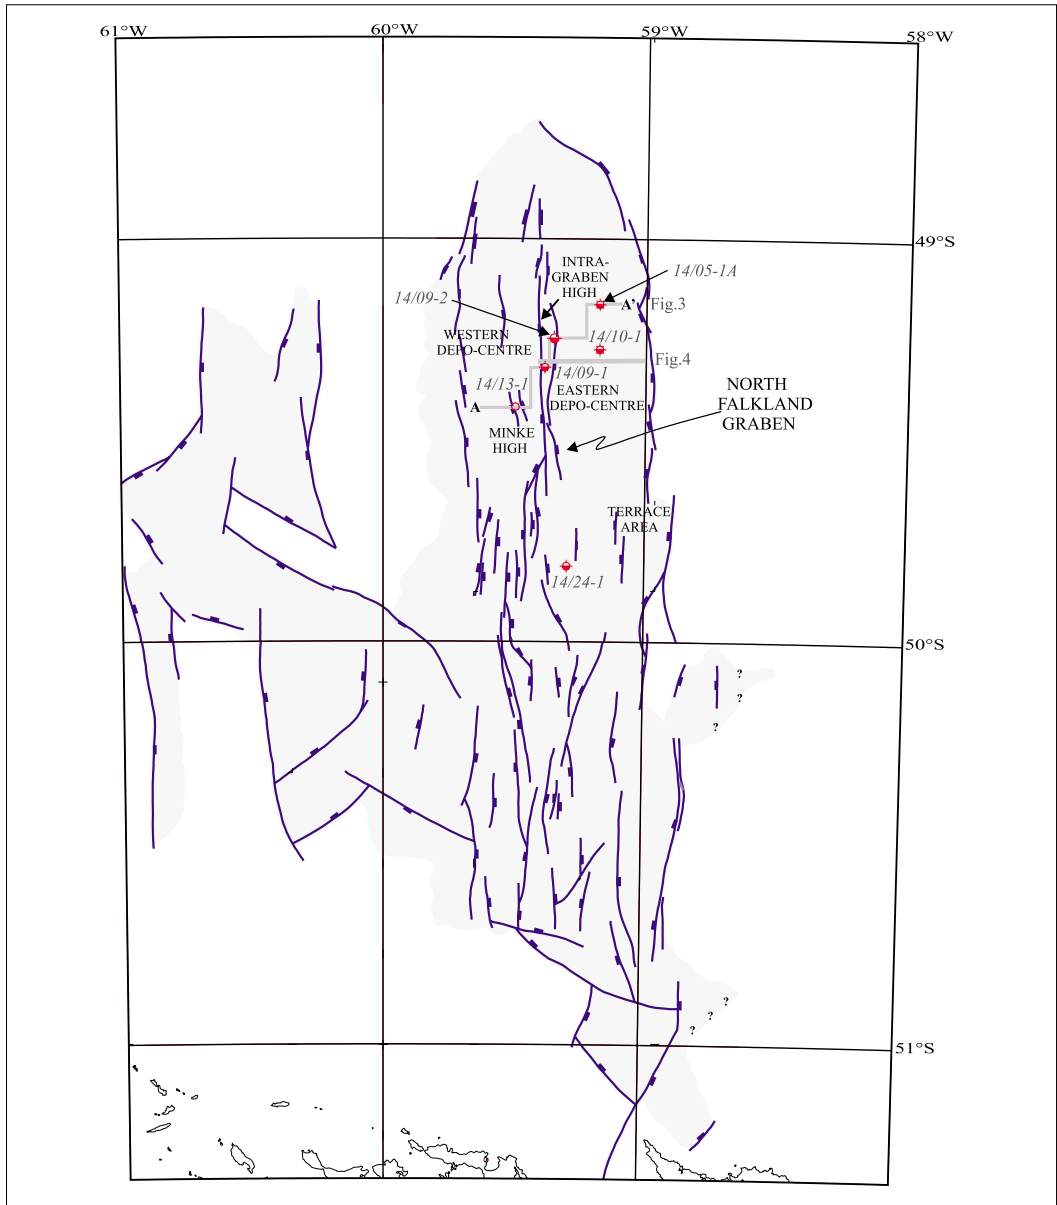 61°W
60°W
59°W
58°W
49°S
INTRA-
GRABEN
HIGH
14/05-1A
14/09-2
A'
Fig.3
WESTERN
DEPO-CENTRE
14/10-1
Fig.4
14/09-1
14/13-1
EASTERN
DEPO-CENTRE
A
NORTH
FALKLAND
GRABEN
MINKE
HIGH
TERRACE
AREA
14/24-1
50°S
?
?
?
?
?
?
51°S